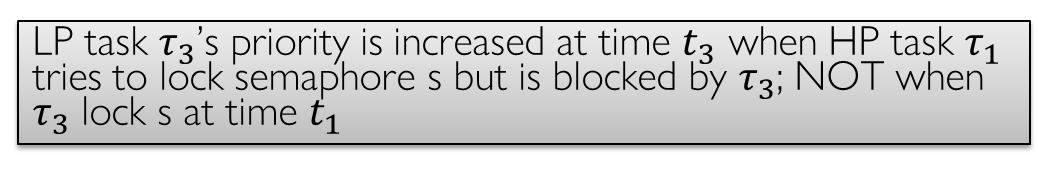 LP task τ₃'s priority is increased at time t₃ when HP task τ₁
tries to lock semaphore s but is blocked by τ₃; NOT when
τ₃ lock s at time t₁